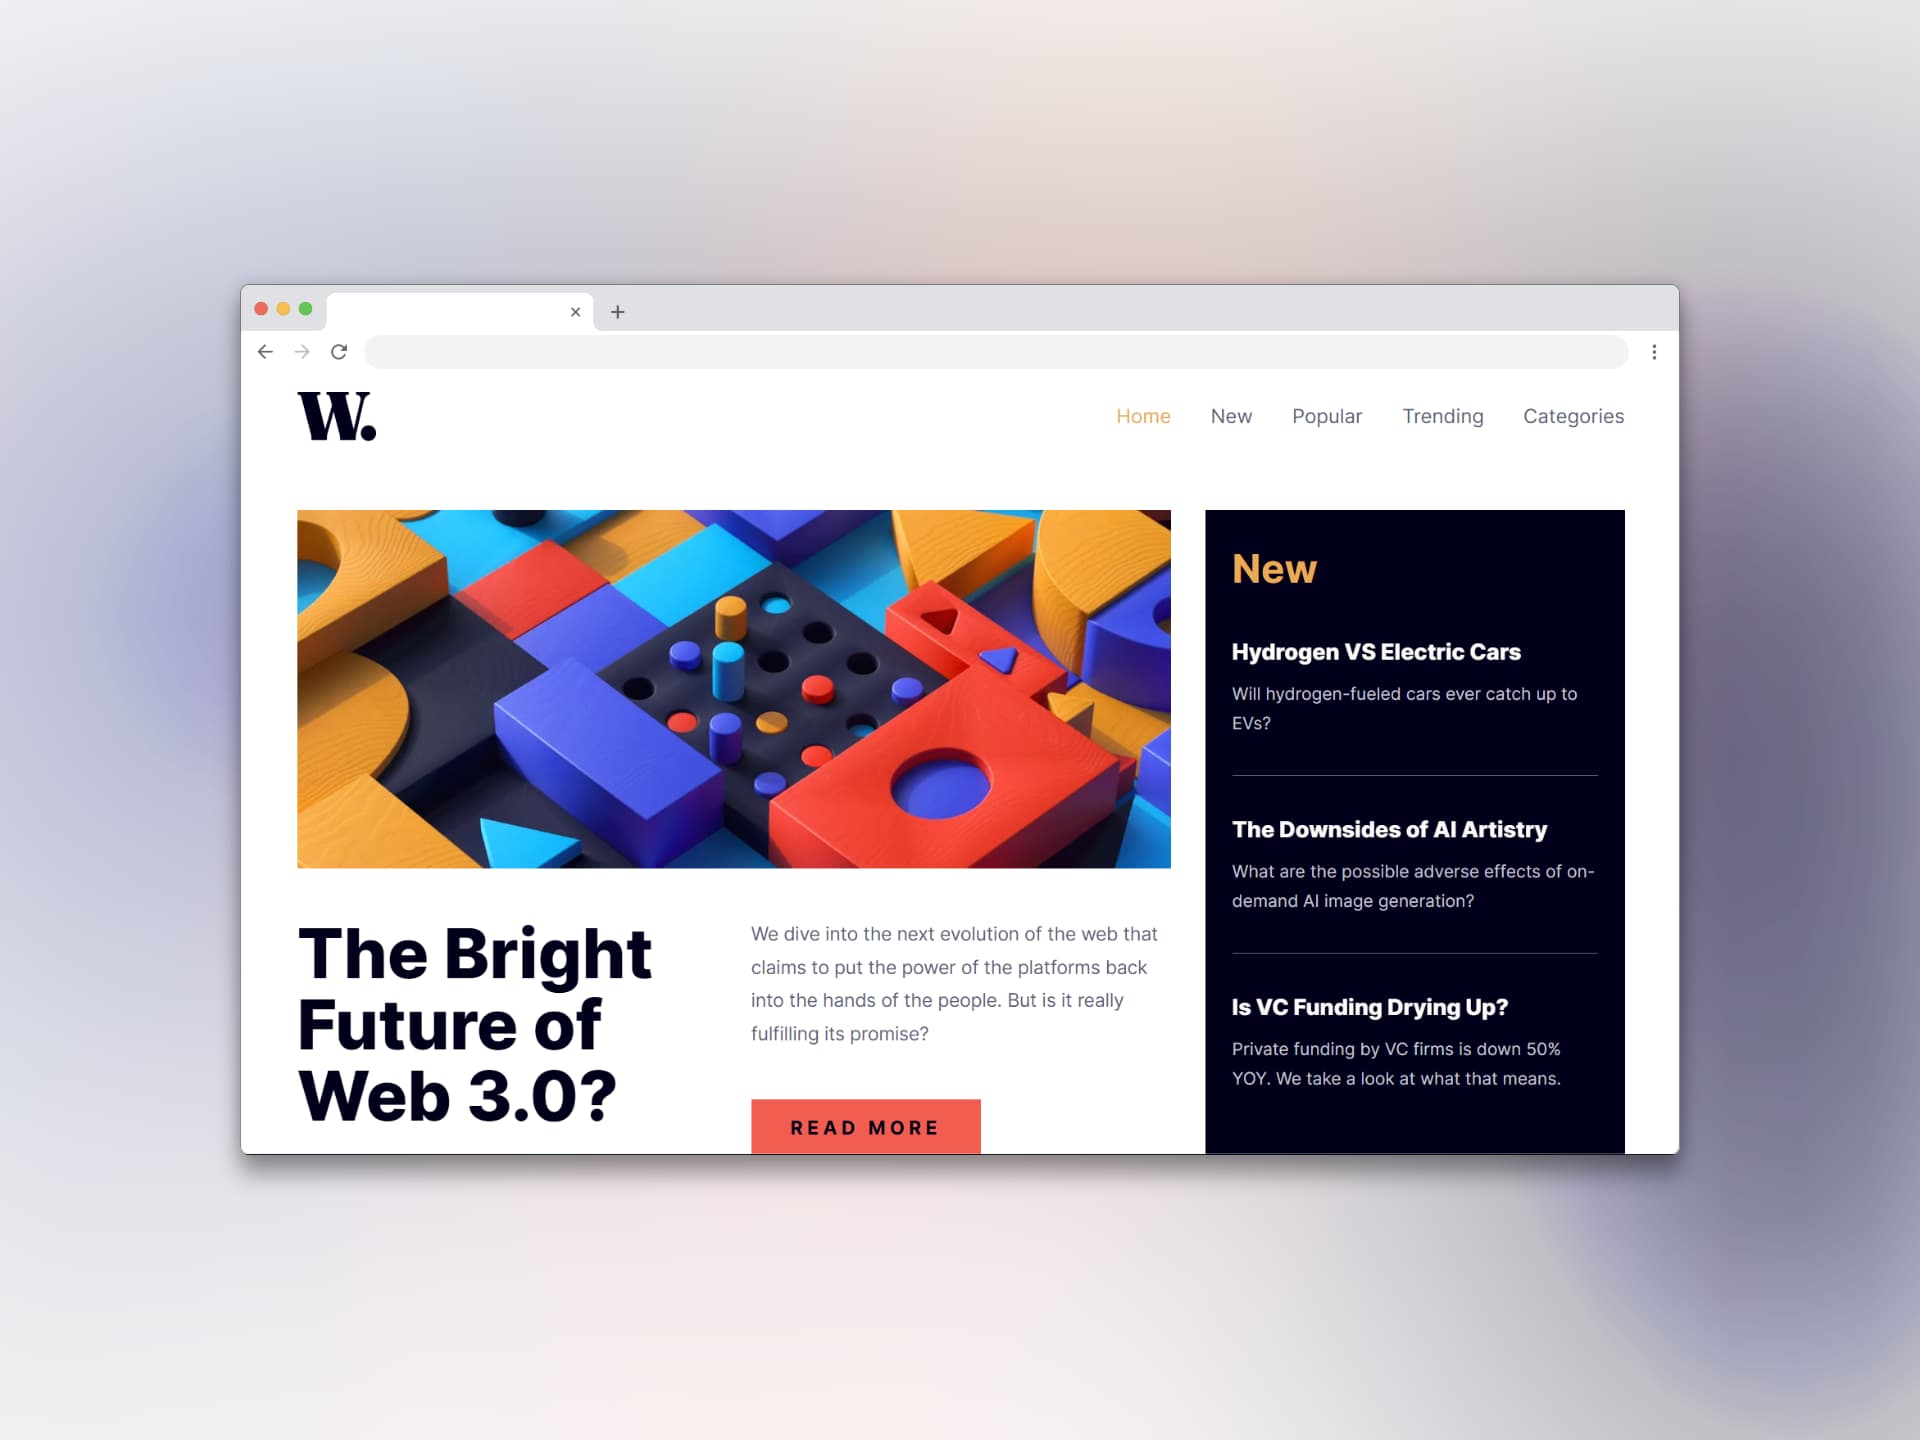 W.
Home New Popular Trending Categories
The Bright
Future of
Web 3.0?
We dive into the next evolution of the web that
claims to put the power of the platforms back
into the hands of the people. But is it really
fulfilling its promise?
READ MORE
New
Hydrogen VS Electric Cars
Will hydrogen-fueled cars ever catch up to
EVs?
The Downsides of AI Artistry
What are the possible adverse effects of on-
demand AI image generation?
Is VC Funding Drying Up?
Private funding by VC firms is down 50%
YOY. We take a look at what that means.